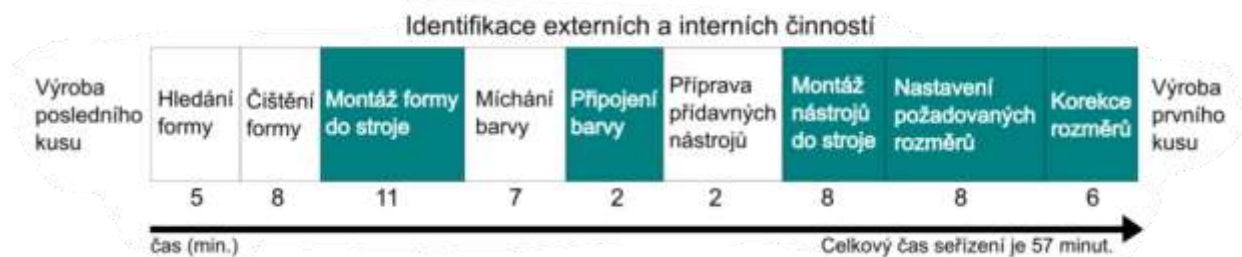 Identifikace externích a interních činností
Výroba
posledního
kusu
Hledání
formy
Čištění
formy
Montáž formy
do stroje
Míchání
barvy
Připojení
barvy
Příprava
přídavných
nástrojů
Montáž
nástrojů
do stroje
Nastavení
požadovaných
rozměrů
Korekce
rozměrů
Výroba
prvního
kusu
5 8 11 7 2 2 8 8 6
čas (min.) Celkový čas seřízení je 57 minut.